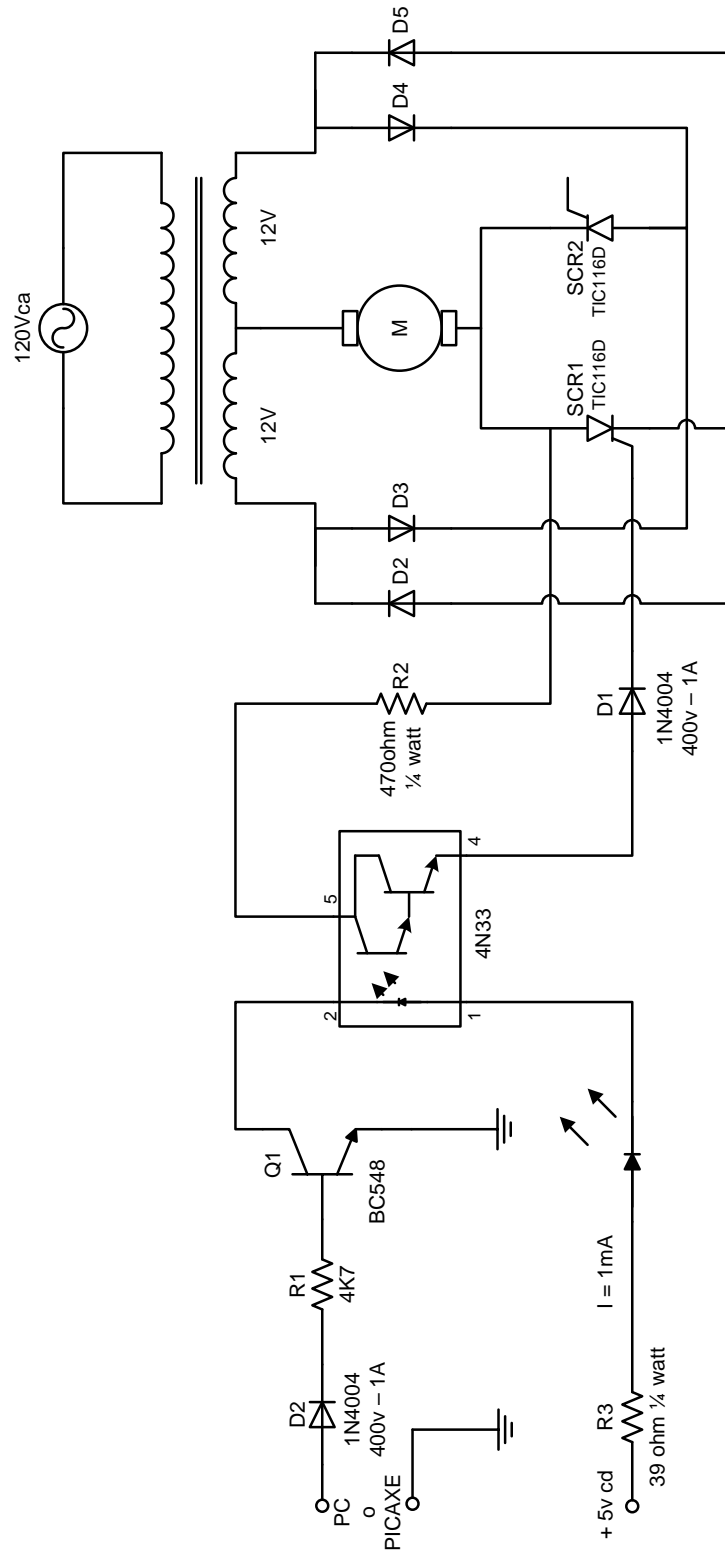 120Vca
12V
12V
D5
D4
M
SCR2
TIC116D
SCR1
TIC116D
D3
D2
R2
470ohm
¼ watt
D1
1N4004
400v – 1A
5
4
4N33
2
1
Q1
BC548
R1
4K7
D2
1N4004
400v – 1A
PC
o
PICAXE
I = 1mA
R3
39 ohm ¼ watt
+ 5v cd